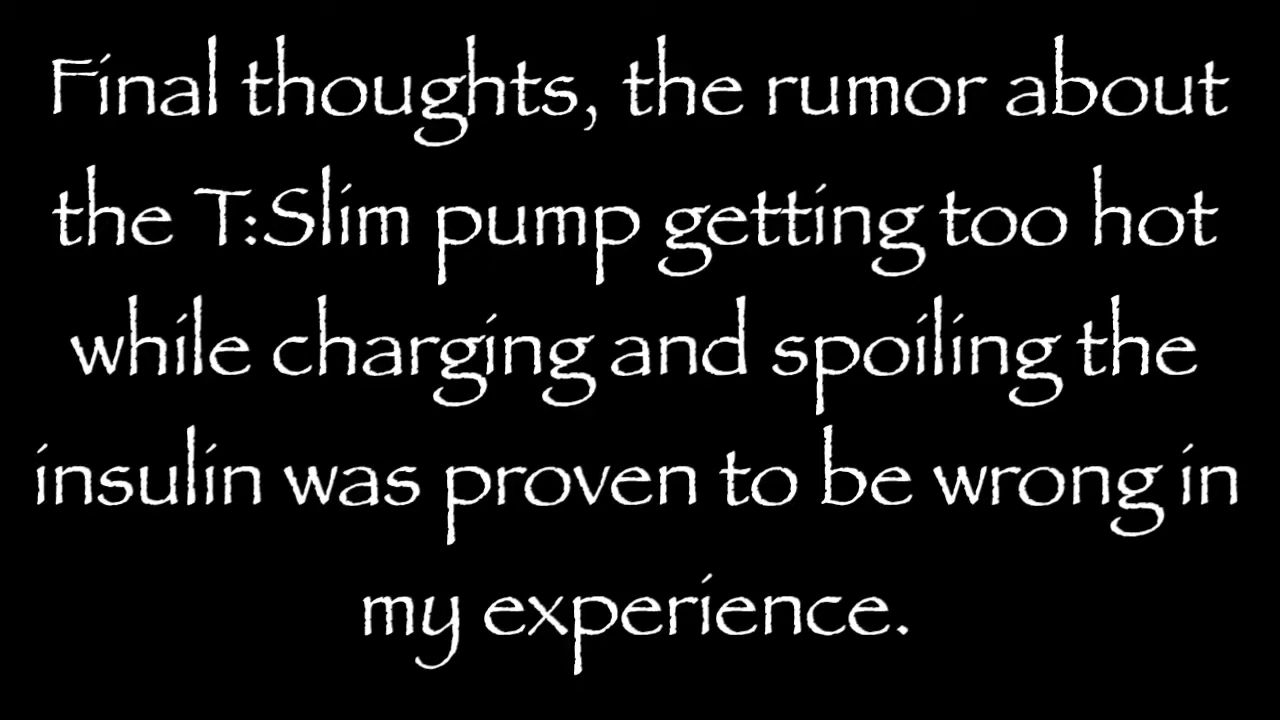 Final thoughts, the rumor about
the T:Slim pump getting too hot
while charging and spoiling the
insulin was proven to be wrong in
my experience.